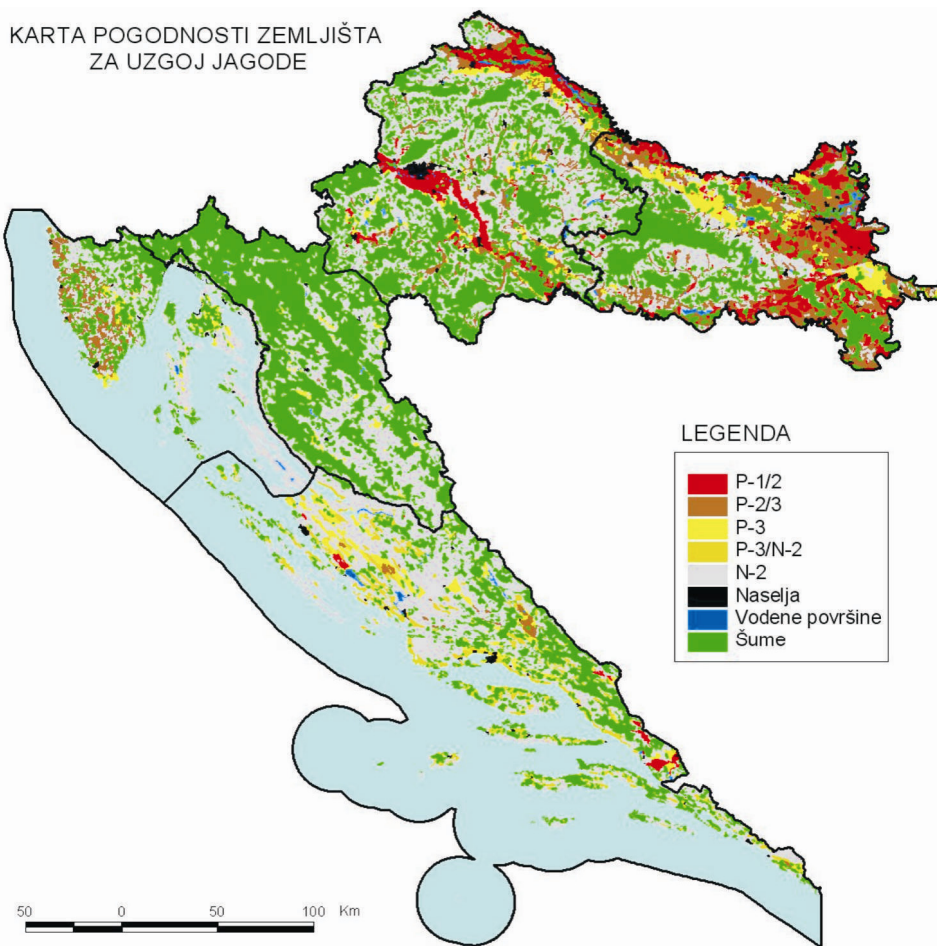 KARTA POGODNOSTI ZEMLJIŠTA
ZA UZGOJ JAGODE
LEGENDA
P-1/2
P-2/3
P-3
P-3/N-2
N-2
Naselja
Vodene površine
Šume
50 0 50 100 Km